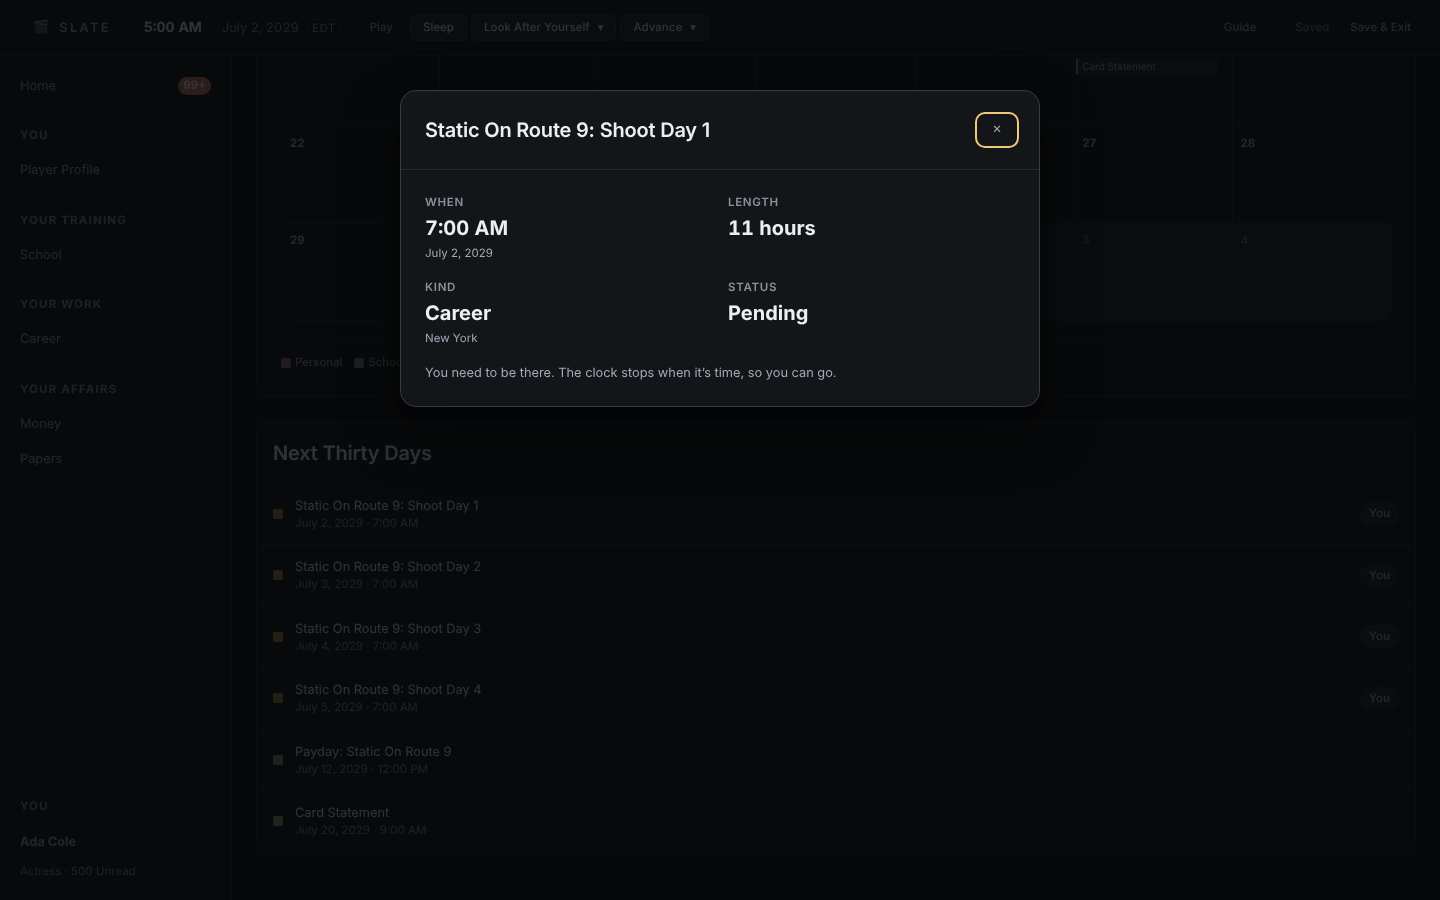 SLATE
5:00 AM July 2, 2029 EDT
Play
Sleep
Look After Yourself ▾
Advance ▾
Guide
Saved
Save & Exit
Home 99+
YOU
Player Profile
YOUR TRAINING
School
YOUR WORK
Career
YOUR AFFAIRS
Money
Papers
YOU
Ada Cole
Actress · 500 Unread
Card Statement
22
27
28
29
3
4
Personal
Schoo
Static On Route 9: Shoot Day 1
×
WHEN
7:00 AM
July 2, 2029
LENGTH
11 hours
KIND
Career
New York
STATUS
Pending
You need to be there. The clock stops when it’s time, so you can go.
Next Thirty Days
Static On Route 9: Shoot Day 1
July 2, 2029 · 7:00 AM
You
Static On Route 9: Shoot Day 2
July 3, 2029 · 7:00 AM
You
Static On Route 9: Shoot Day 3
July 4, 2029 · 7:00 AM
You
Static On Route 9: Shoot Day 4
July 5, 2029 · 7:00 AM
You
Payday: Static On Route 9
July 12, 2029 · 12:00 PM
Card Statement
July 20, 2029 · 9:00 AM